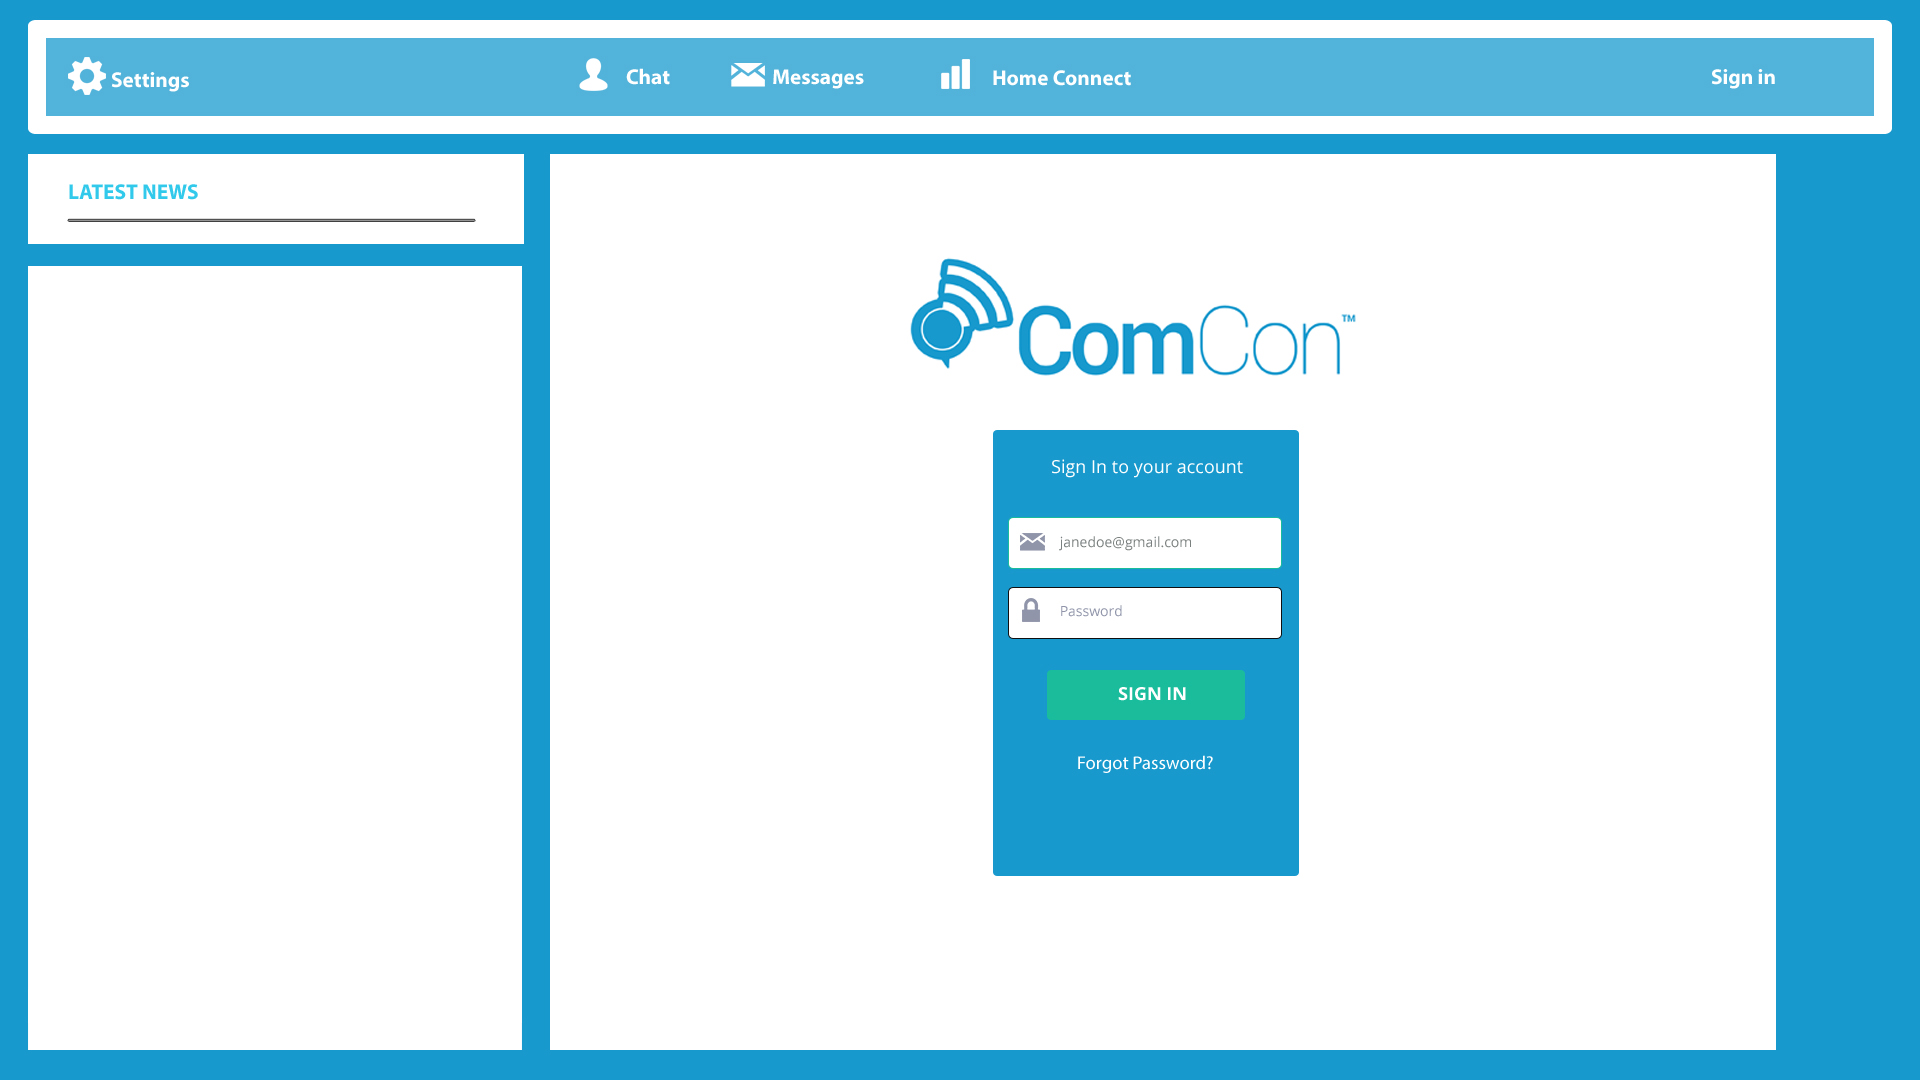 Settings
Chat
Messages
Home Connect
Sign in
LATEST NEWS
ComCon™
Sign In to your account
janedoe@gmail.com
Password
SIGN IN
Forgot Password?